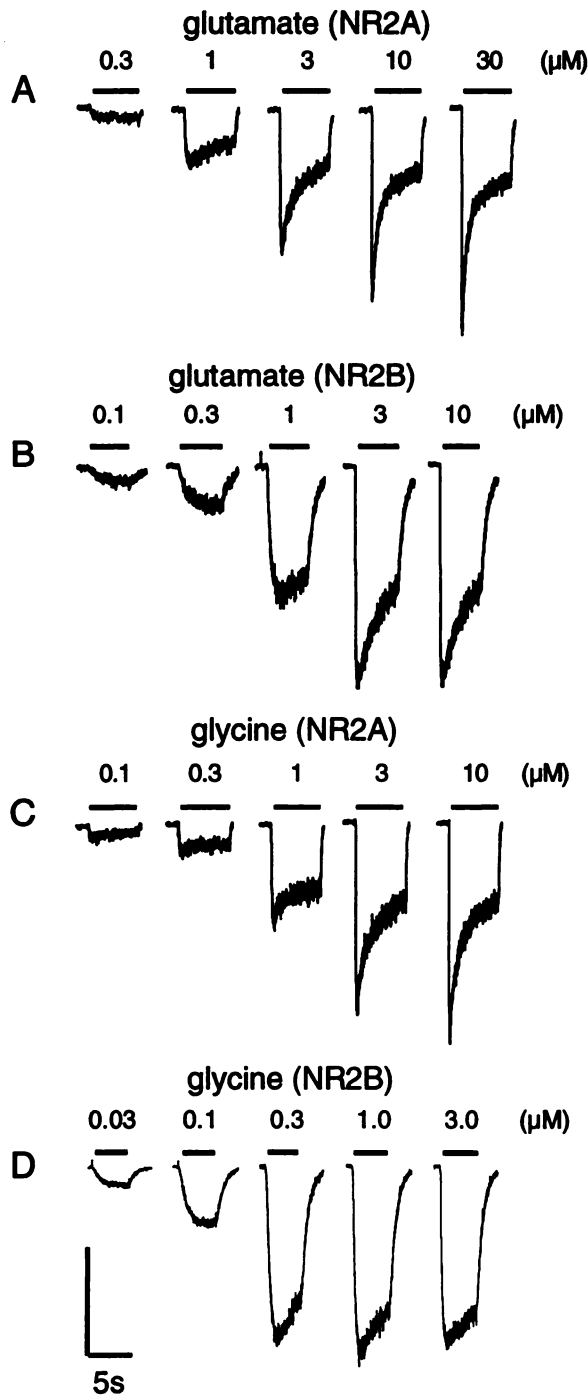 glutamate (NR2A)
0.3 1 3 10 30 (μM)
A
glutamate (NR2B)
0.1 0.3 1 3 10 (μM)
B
glycine (NR2A)
0.1 0.3 1 3 10 (μM)
C
glycine (NR2B)
0.03 0.1 0.3 1.0 3.0 (μM)
D
5s